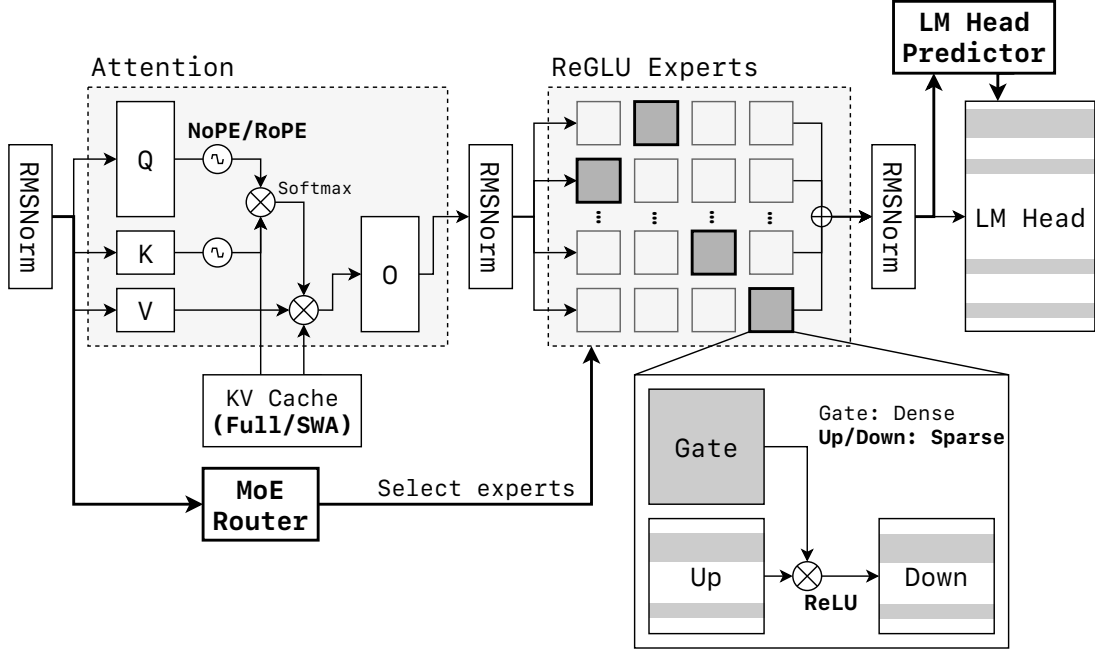 LM Head
Predictor
Attention
ReGLU Experts
NoPE/RoPE
RMSNorm
Q
Softmax
K
V
O
RMSNorm
RMSNorm
LM Head
KV Cache
(Full/SWA)
MoE
Router
Select experts
Gate
Gate: Dense
Up/Down: Sparse
Up
ReLU
Down